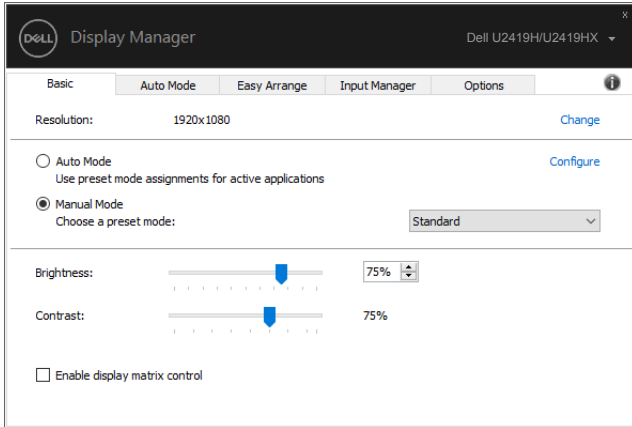 x
DELL Display Manager Dell U2419H/U2419HX
Basic Auto Mode Easy Arrange Input Manager Options i
Resolution: 1920x1080 Change
Auto Mode Configure
Use preset mode assignments for active applications
Manual Mode
Choose a preset mode: Standard
Brightness: 75%
Contrast: 75%
Enable display matrix control